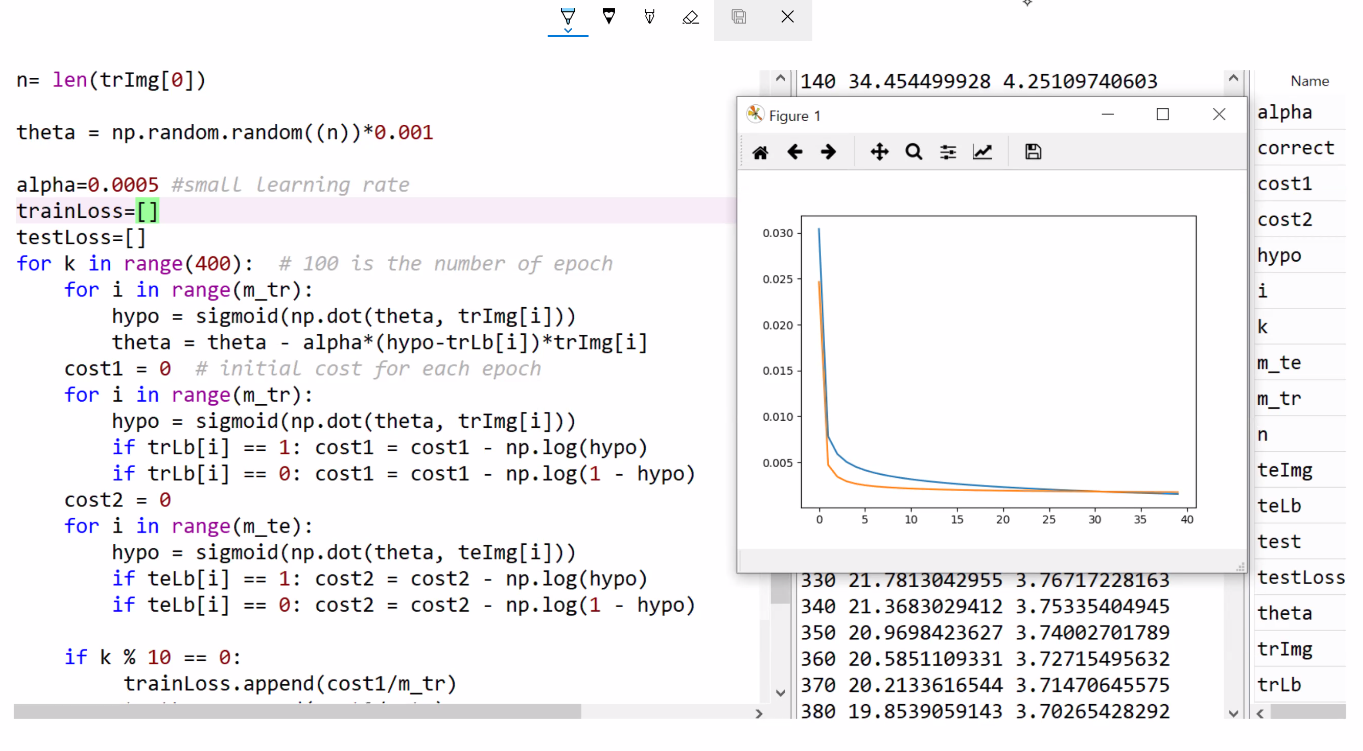 n= len(trImg[0])
theta = np.random.random((n))*0.001
alpha=0.0005 #small learning rate
trainLoss=[]
testLoss=[]
for k in range(400):  # 100 is the number of epoch
    for i in range(m_tr):
        hypo = sigmoid(np.dot(theta, trImg[i]))
        theta = theta - alpha*(hypo-trLb[i])*trImg[i]
    cost1 = 0  # initial cost for each epoch
    for i in range(m_tr):
        hypo = sigmoid(np.dot(theta, trImg[i]))
        if trLb[i] == 1: cost1 = cost1 - np.log(hypo)
        if trLb[i] == 0: cost1 = cost1 - np.log(1 - hypo)
    cost2 = 0
    for i in range(m_te):
        hypo = sigmoid(np.dot(theta, teImg[i]))
        if teLb[i] == 1: cost2 = cost2 - np.log(hypo)
        if teLb[i] == 0: cost2 = cost2 - np.log(1 - hypo)
    if k % 10 == 0:
         trainLoss.append(cost1/m_tr)
140 34.454499928 4.25109740603
Figure 1
0.030
0.025
0.020
0.015
0.010
0.005
0 5 10 15 20 25 30 35 40
330 21.7813042955 3.76717228163
340 21.3683029412 3.75335404945
350 20.9698423627 3.74002701789
360 20.5851109331 3.72715495632
370 20.2133616544 3.71470645575
380 19.8539059143 3.70265428292
Name
alpha
correct
cost1
cost2
hypo
i
k
m_te
m_tr
n
teImg
teLb
test
testLoss
theta
trImg
trLb